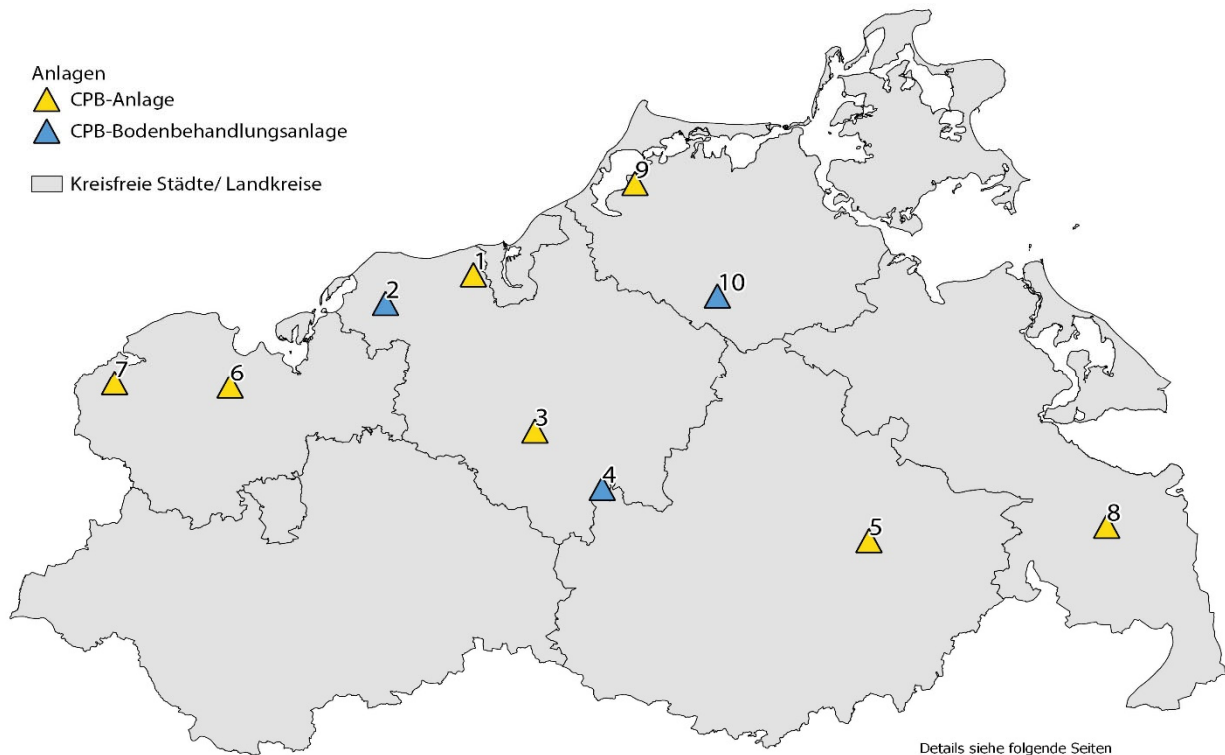 Anlagen
CPB-Anlage
CPB-Bodenbehandlungsanlage
Kreisfreie Städte/ Landkreise
9
1
2
10
7
6
3
4
5
8
Details siehe folgende Seiten